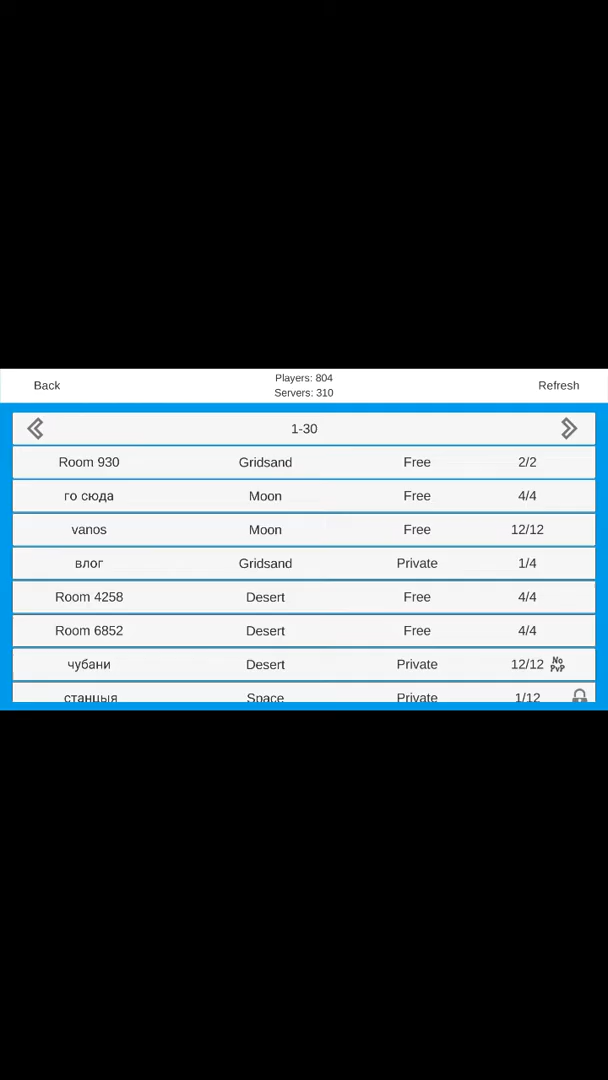 Back Players: 804 Refresh
Servers: 310
1-30
Room 930 Gridsand Free 2/2
го сюда Moon Free 4/4
vanos Moon Free 12/12
влог Gridsand Private 1/4
Room 4258 Desert Free 4/4
Room 6852 Desert Free 4/4
чубани Desert Private 12/12 No PvP
станцыя Space Private 1/12